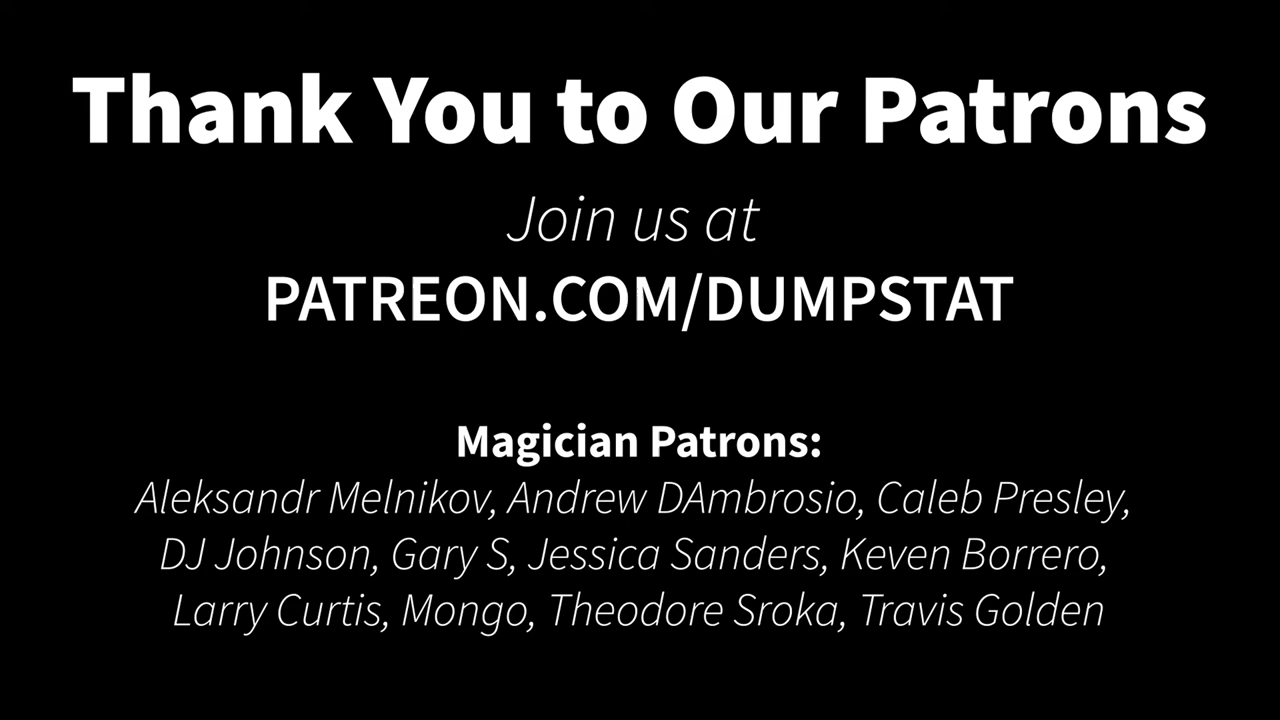 Thank You to Our Patrons
Join us at
PATREON.COM/DUMPSTAT
Magician Patrons:
Aleksandr Melnikov, Andrew DAmbrosio, Caleb Presley,
DJ Johnson, Gary S, Jessica Sanders, Keven Borrero,
Larry Curtis, Mongo, Theodore Sroka, Travis Golden